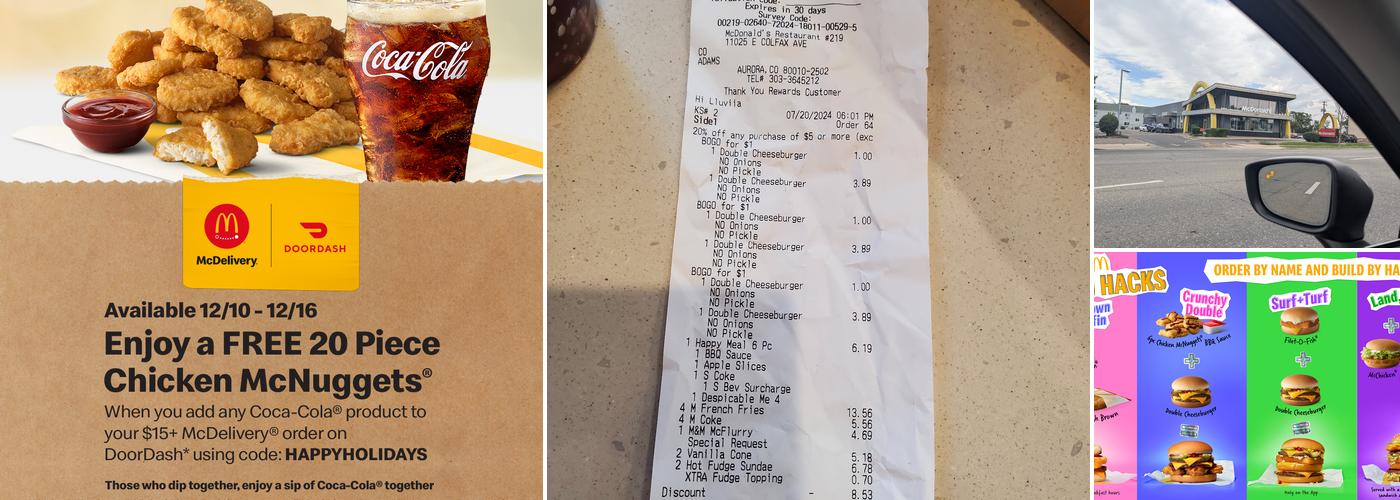 Coca-Cola
McDelivery
DOORDASH
Available 12/10 - 12/16
Enjoy a FREE 20 Piece
Chicken McNuggets®
When you add any Coca-Cola® product to
your $15+ McDelivery® order on
DoorDash* using code: HAPPYHOLIDAYS
Those who dip together, enjoy a sip of Coca-Cola® together
Expires in 30 days
Survey Code:
00219-02640-72024-18011-00529-5
McDonald's Restaurant #219
11025 E COLFAX AVE
CO
ADAMS
AURORA, CO 80010-2502
TEL# 303-3645212
Thank You Rewards Customer
Hi Lluvila
KS# 2 07/20/2024 06:01 PM
Side1 Order 64
20% off any purchase of $5 or more (exc
BOGO for $1
1 Double Cheeseburger 1.00
NO Onions
NO Pickle
1 Double Cheeseburger 3.89
NO Onions
NO Pickle
BOGO for $1
1 Double Cheeseburger 1.00
NO Onions
NO Pickle
1 Double Cheeseburger 3.89
NO Onions
NO Pickle
BOGO for $1
1 Double Cheeseburger 1.00
NO Onions
NO Pickle
1 Double Cheeseburger 3.89
NO Onions
NO Pickle
1 Happy Meal 6 Pc 6.19
1 BBQ Sauce
1 Apple Slices
1 S Coke
1 S Bev Surcharge
1 Despicable Me 4
4 M French Fries 13.56
4 M Coke 5.56
1 M&M McFlurry 4.69
Special Request
2 Vanilla Cone 5.18
2 Hot Fudge Sundae 6.78
XTRA Fudge Topping 0.70
Discount - 8.53
McDonald's
HACKS
ORDER BY NAME AND BUILD BY HA
Crunchy
Double
6pc Chicken McNuggets® BBQ Sauce
Double Cheeseburger
Surf+Turf
Filet-O-Fish®
Double Cheeseburger
Only on the App
Land,
McChicken®
h Brown
Served with a